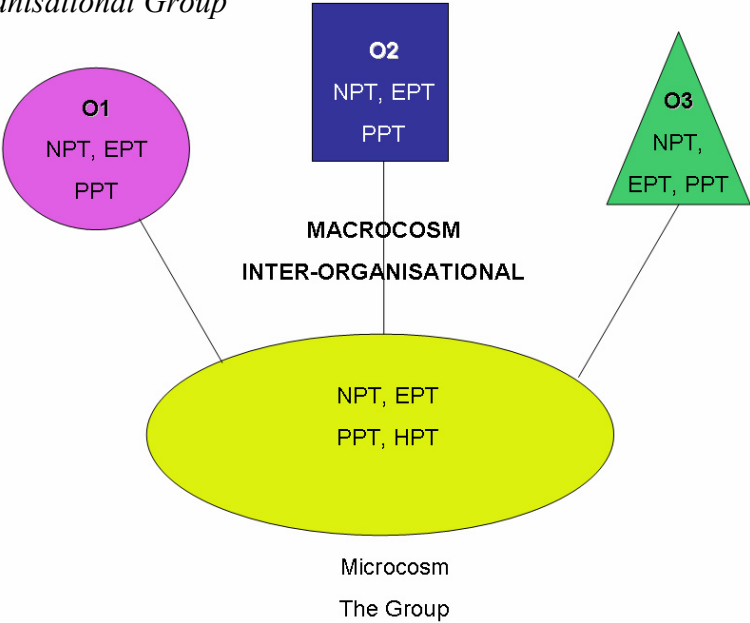 Group
O1
NPT, EPT
PPT
O2
NPT, EPT
PPT
O3
NPT,
EPT, PPT
MACROCOSM
INTER-ORGANISATIONAL
NPT, EPT
PPT, HPT
Microcosm
The Group